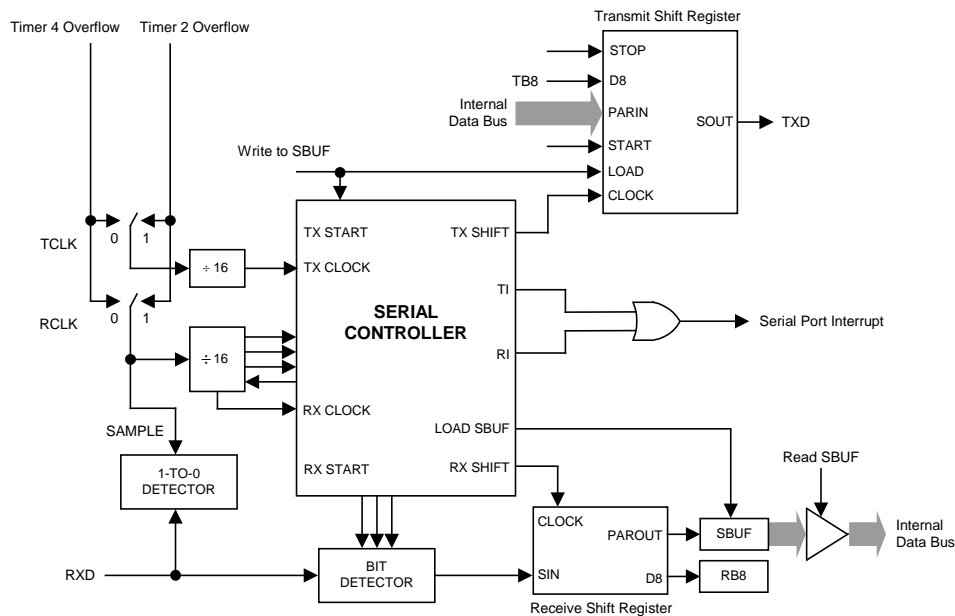 Transmit Shift Register
Timer 4 Overflow
Timer 2 Overflow
STOP
TB8
D8
Internal
Data Bus
PARIN
SOUT
TXD
START
Write to SBUF
LOAD
CLOCK
TX START
TX SHIFT
TCLK
0
1
÷ 16
TX CLOCK
TI
SERIAL
CONTROLLER
Serial Port Interrupt
RCLK
0
1
÷ 16
RI
RX CLOCK
SAMPLE
LOAD SBUF
1-TO-0
DETECTOR
RX START
RX SHIFT
Read SBUF
CLOCK
PAROUT
SBUF
Internal
Data Bus
RXD
BIT
DETECTOR
SIN
D8
RB8
Receive Shift Register